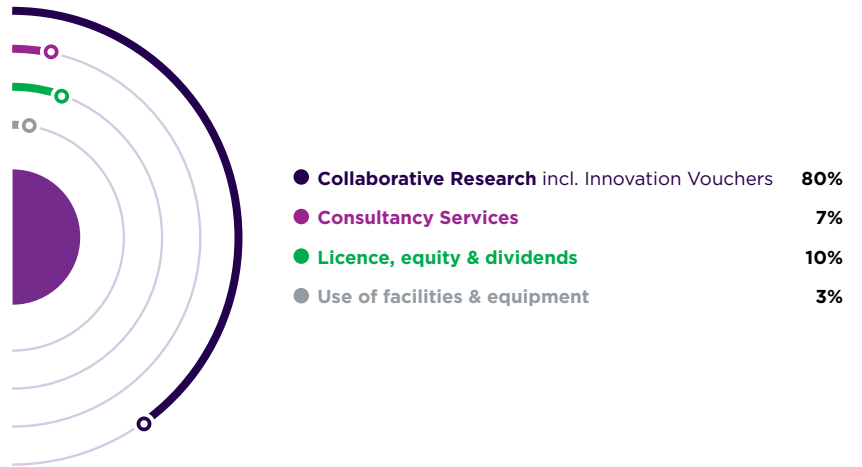 Collaborative Research incl. Innovation Vouchers 80%
Consultancy Services 7%
Licence, equity & dividends 10%
Use of facilities & equipment 3%